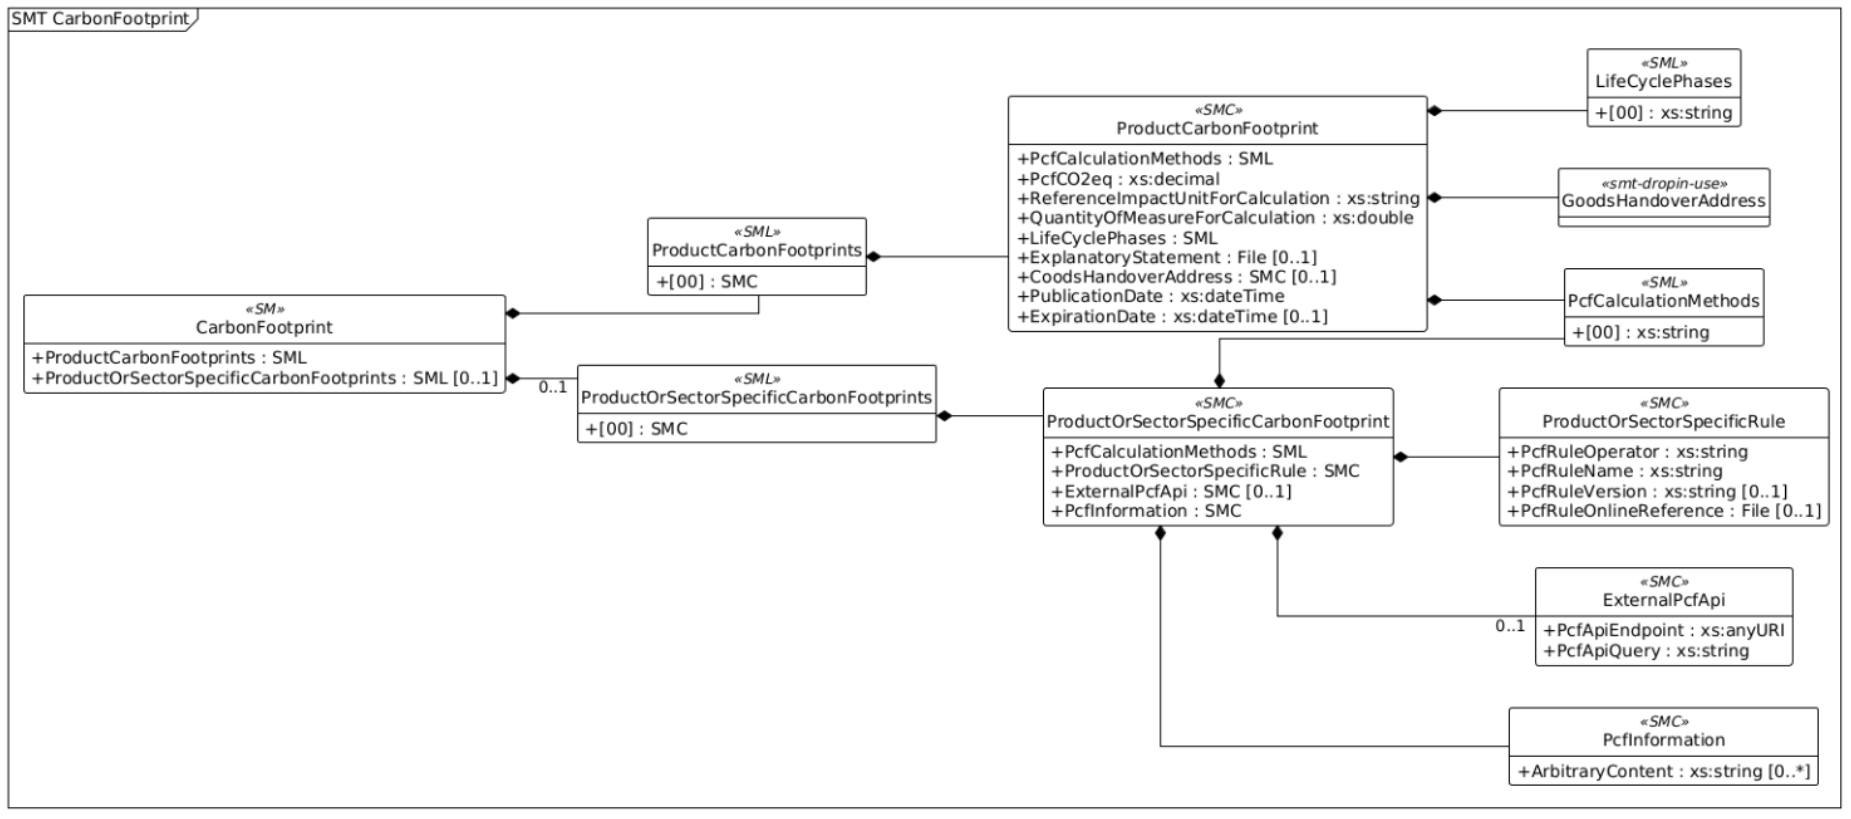 SMT CarbonFootprint
«SM»
CarbonFootprint
+ProductCarbonFootprints : SML
+ProductOrSectorSpecificCarbonFootprints : SML [0..1]
0..1
«SML»
ProductCarbonFootprints
+[00] : SMC
«SML»
ProductOrSectorSpecificCarbonFootprints
+[00] : SMC
«SMC»
ProductCarbonFootprint
+PcfCalculationMethods : SML
+PcfCO2eq : xs:decimal
+ReferenceImpactUnitForCalculation : xs:string
+QuantityOfMeasureForCalculation : xs:double
+LifeCyclePhases : SML
+ExplanatoryStatement : File [0..1]
+CoodsHandoverAddress : SMC [0..1]
+PublicationDate : xs:dateTime
+ExpirationDate : xs:dateTime [0..1]
«SML»
LifeCyclePhases
+[00] : xs:string
«smt-dropin-use»
GoodsHandoverAddress
«SML»
PcfCalculationMethods
+[00] : xs:string
«SMC»
ProductOrSectorSpecificCarbonFootprint
+PcfCalculationMethods : SML
+ProductOrSectorSpecificRule : SMC
+ExternalPcfApi : SMC [0..1]
+PcfInformation : SMC
«SMC»
ProductOrSectorSpecificRule
+PcfRuleOperator : xs:string
+PcfRuleName : xs:string
+PcfRuleVersion : xs:string [0..1]
+PcfRuleOnlineReference : File [0..1]
0..1
«SMC»
ExternalPcfApi
+PcfApiEndpoint : xs:anyURI
+PcfApiQuery : xs:string
«SMC»
PcfInformation
+ArbitraryContent : xs:string [0..*]